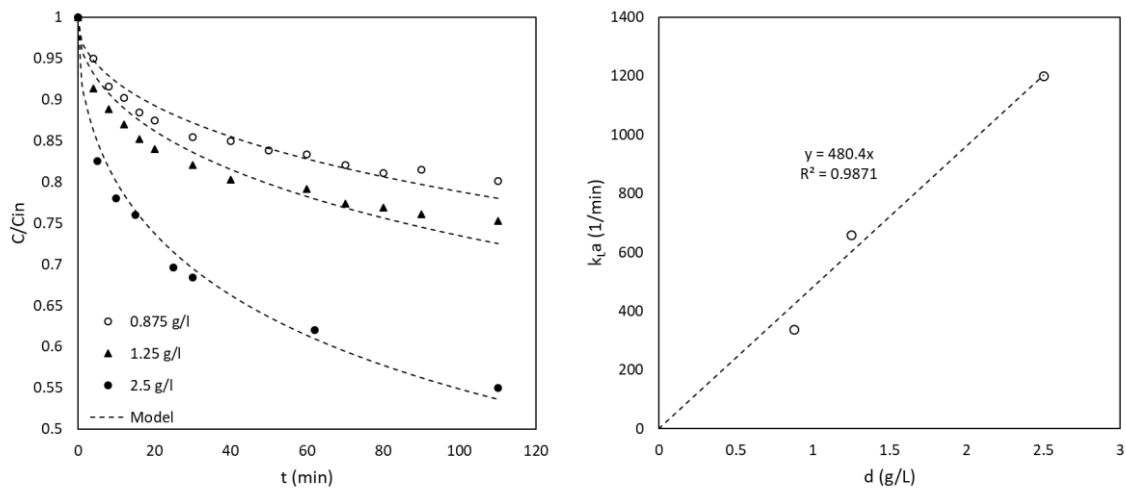 1
0.95
0.9
0.85
0.8
0.75
0.7
0.65
0.6
0.55
0.5
C/Cin
0.875 g/l
1.25 g/l
2.5 g/l
Model
0 20 40 60 80 100 120
t (min)
1400
1200
1000
800
600
400
200
0
kLa (1/min)
y = 480.4x
R² = 0.9871
0 0.5 1 1.5 2 2.5 3
d (g/L)